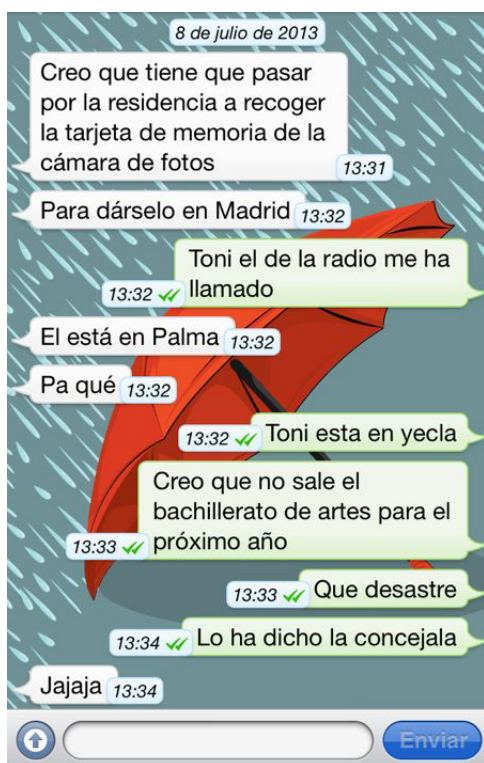 8 de julio de 2013
Creo que tiene que pasar
por la residencia a recoger
la tarjeta de memoria de la
cámara de fotos
13:31
Para dárselo en Madrid 13:32
Toni el de la radio me ha
13:32 llamado
El está en Palma 13:32
Pa qué 13:32
13:32 Toni esta en yecla
Creo que no sale el
bachillerato de artes para el
13:33 próximo año
13:33 Que desastre
13:34 Lo ha dicho la concejala
Jajaja 13:34
Enviar